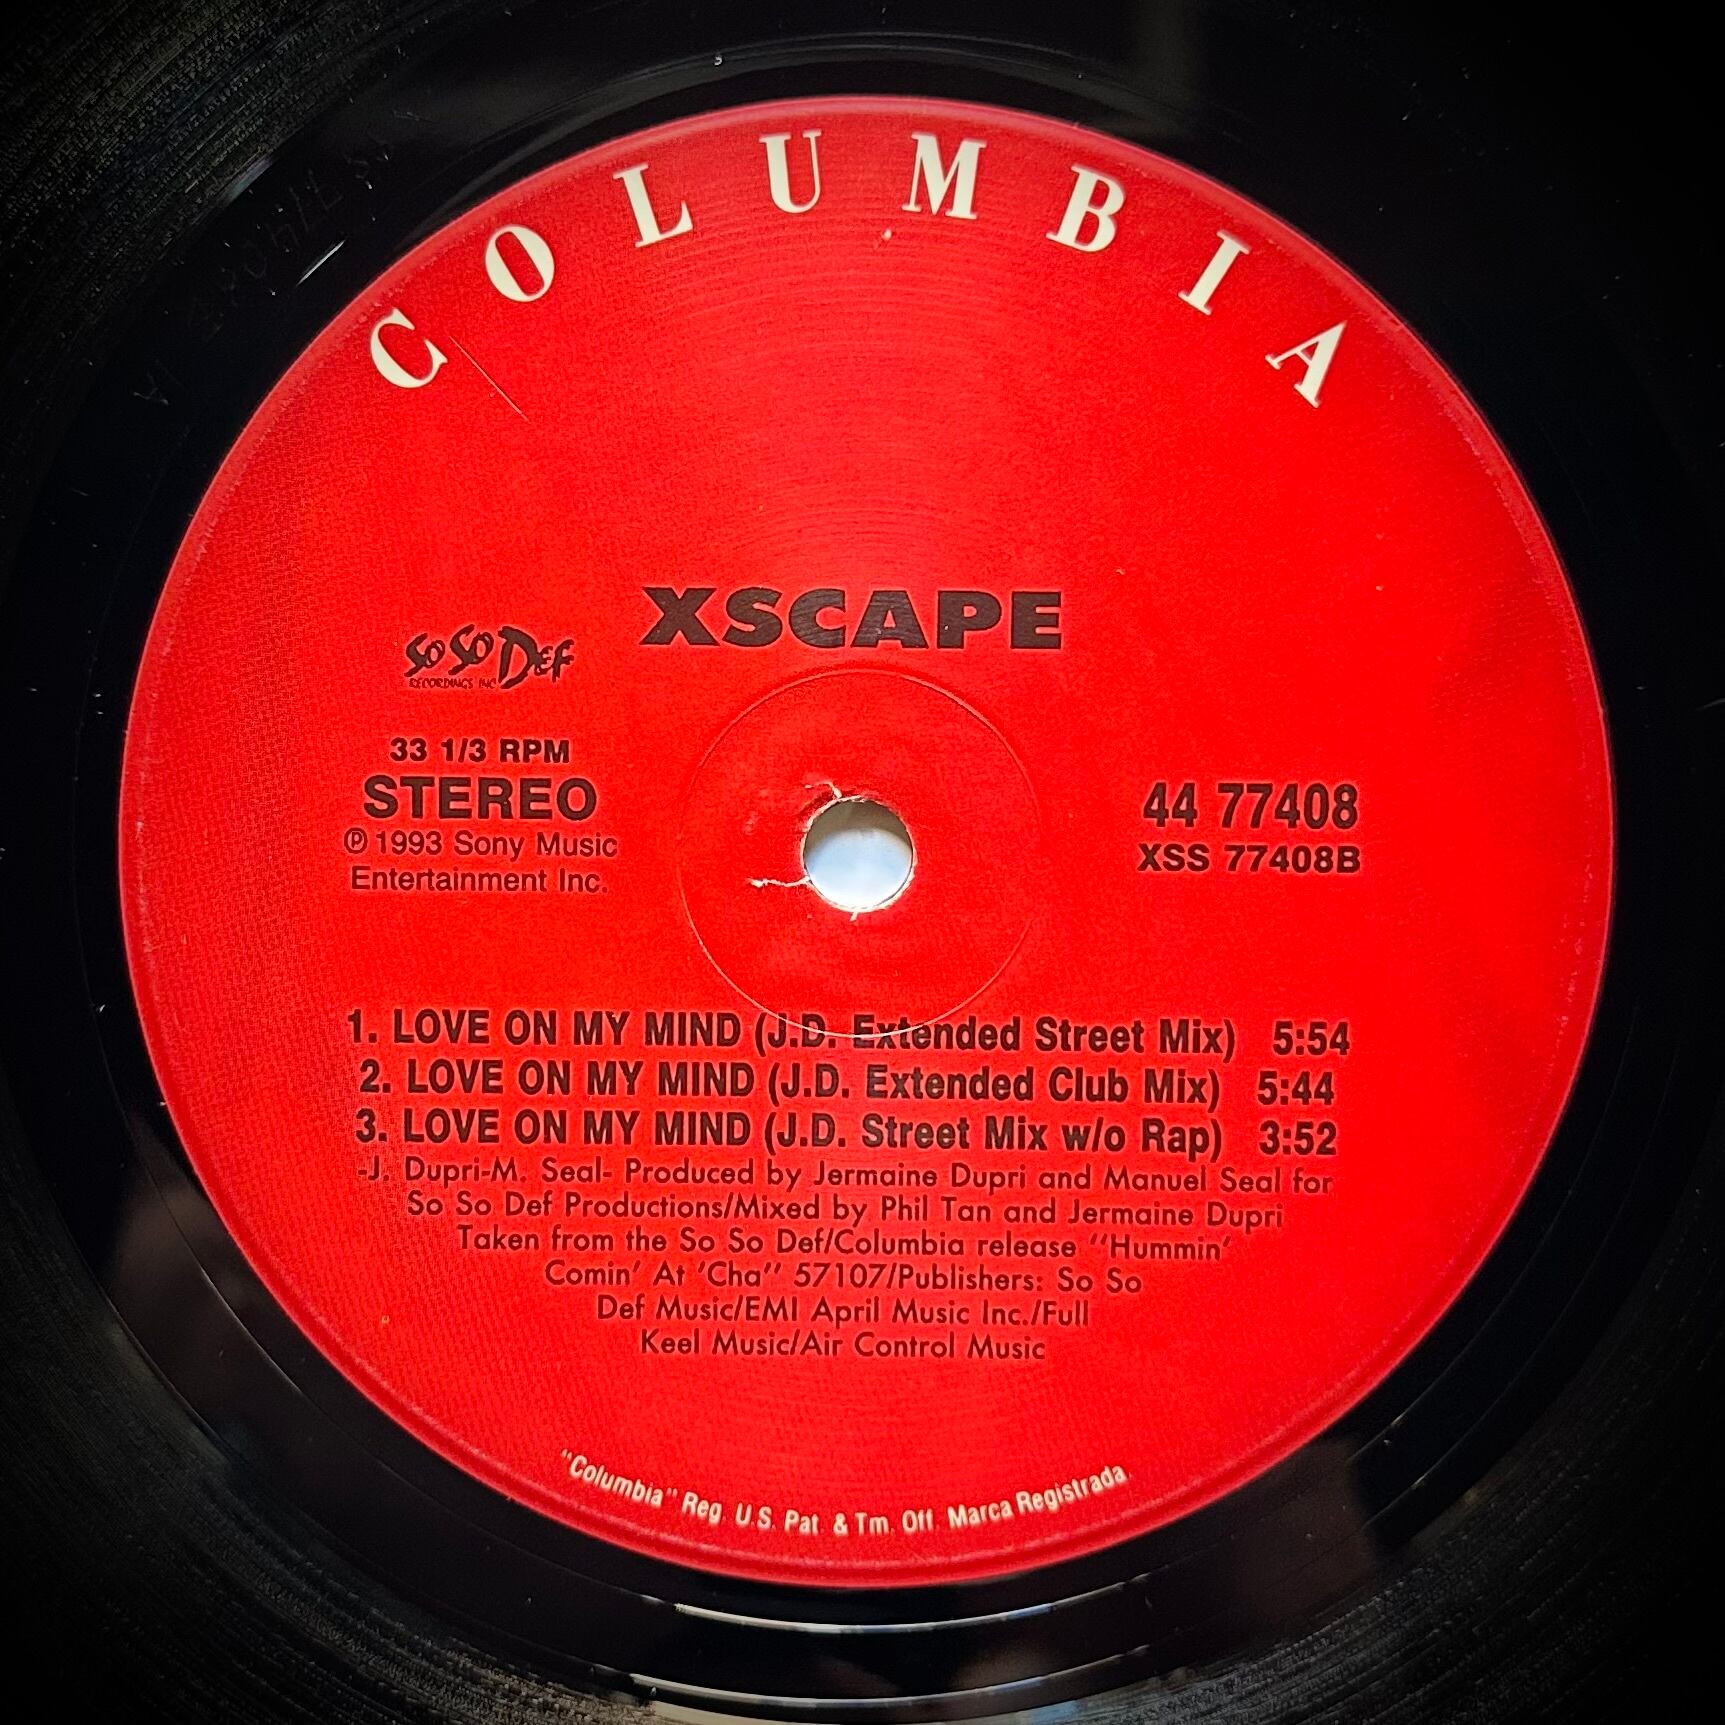 COLUMBIA
XSCAPE
SO SO DEF
RECORDINGS INC
33 1/3 RPM
STEREO
℗ 1993 Sony Music
Entertainment Inc.
44 77408
XSS 77408B
1. LOVE ON MY MIND (J.D. Extended Street Mix) 5:54
2. LOVE ON MY MIND (J.D. Extended Club Mix) 5:44
3. LOVE ON MY MIND (J.D. Street Mix w/o Rap) 3:52
-J. Dupri-M. Seal- Produced by Jermaine Dupri and Manuel Seal for
So So Def Productions/Mixed by Phil Tan and Jermaine Dupri
Taken from the So So Def/Columbia release "Hummin'
Comin' At 'Cha" 57107/Publishers: So So
Def Music/EMI April Music Inc./Full
Keel Music/Air Control Music
"Columbia" Reg. U.S. Pat. & Tm. Off. Marca Registrada.